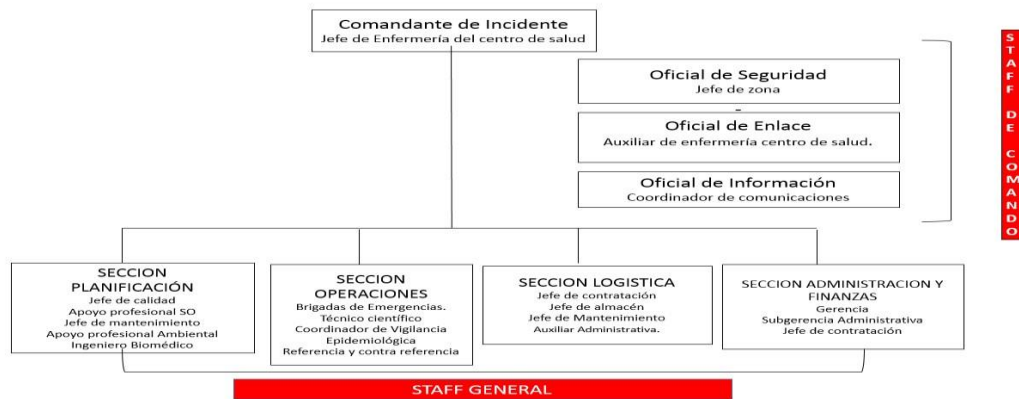 Comandante de Incidente
Jefe de Enfermería del centro de salud
Oficial de Seguridad
Jefe de zona
Oficial de Enlace
Auxiliar de enfermería centro de salud.
Oficial de Información
Coordinador de comunicaciones
STAFF DE COMANDO
SECCION
PLANIFICACIÓN
Jefe de calidad
Apoyo profesional SO
Jefe de mantenimiento
Apoyo profesional Ambiental
Ingeniero Biomédico
SECCION
OPERACIONES
Brigadas de Emergencias.
Técnico científico
Coordinador de Vigilancia
Epidemiológica
Referencia y contra referencia
SECCION LOGISTICA
Jefe de contratación
Jefe de almacén
Jefe de Mantenimiento
Auxiliar Administrativa.
SECCION ADMINISTRACION Y
FINANZAS
Gerencia
Subgerencia Administrativa
Jefe de contratación
STAFF GENERAL